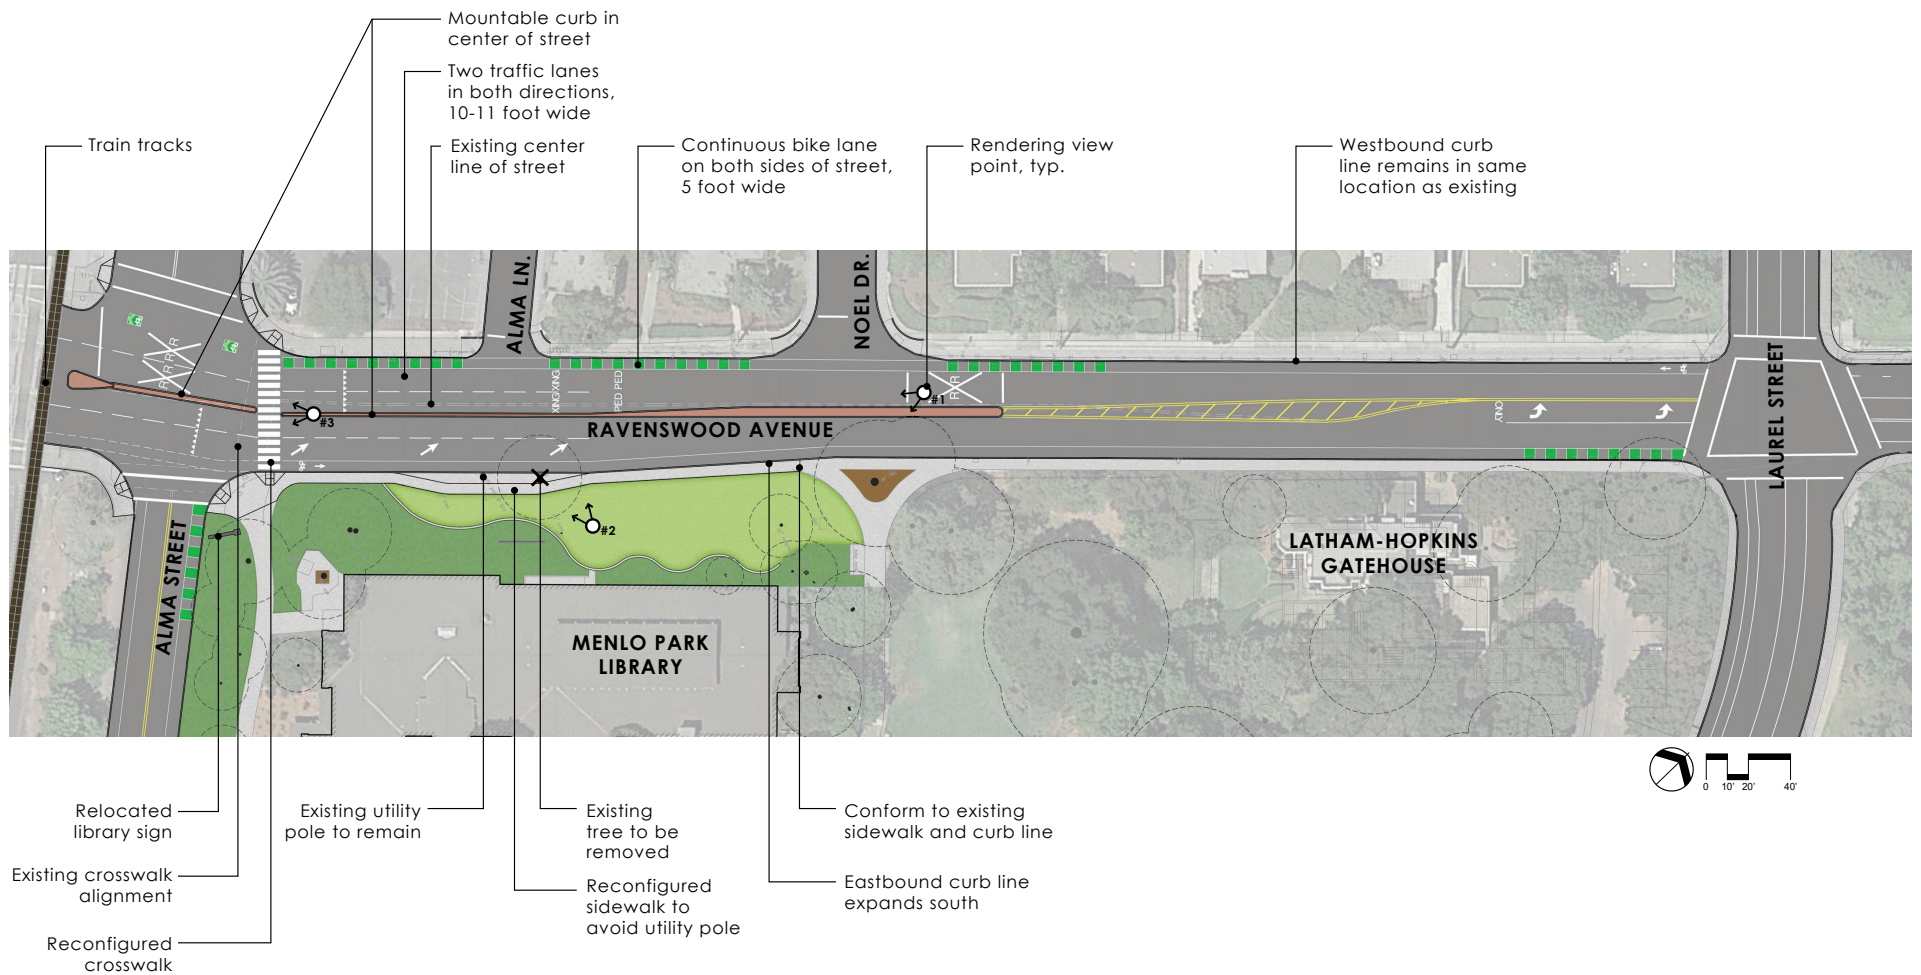 Mountable curb in
center of street
Two traffic lanes
in both directions,
10-11 foot wide
Train tracks
Existing center
line of street
Continuous bike lane
on both sides of street,
5 foot wide
Rendering view
point, typ.
Westbound curb
line remains in same
location as existing
ALMA LN.
NOEL DR.
RXR
RXR
XING
XING
PED
PED
RXR
#1
#3
RAVENSWOOD AVENUE
ONLY
LAUREL STREET
#2
ALMA STREET
LATHAM-HOPKINS
GATEHOUSE
MENLO PARK
LIBRARY
0 10' 20' 40'
Relocated
library sign
Existing utility
pole to remain
Existing
tree to be
removed
Conform to existing
sidewalk and curb line
Existing crosswalk
alignment
Reconfigured
sidewalk to
avoid utility pole
Eastbound curb line
expands south
Reconfigured
crosswalk